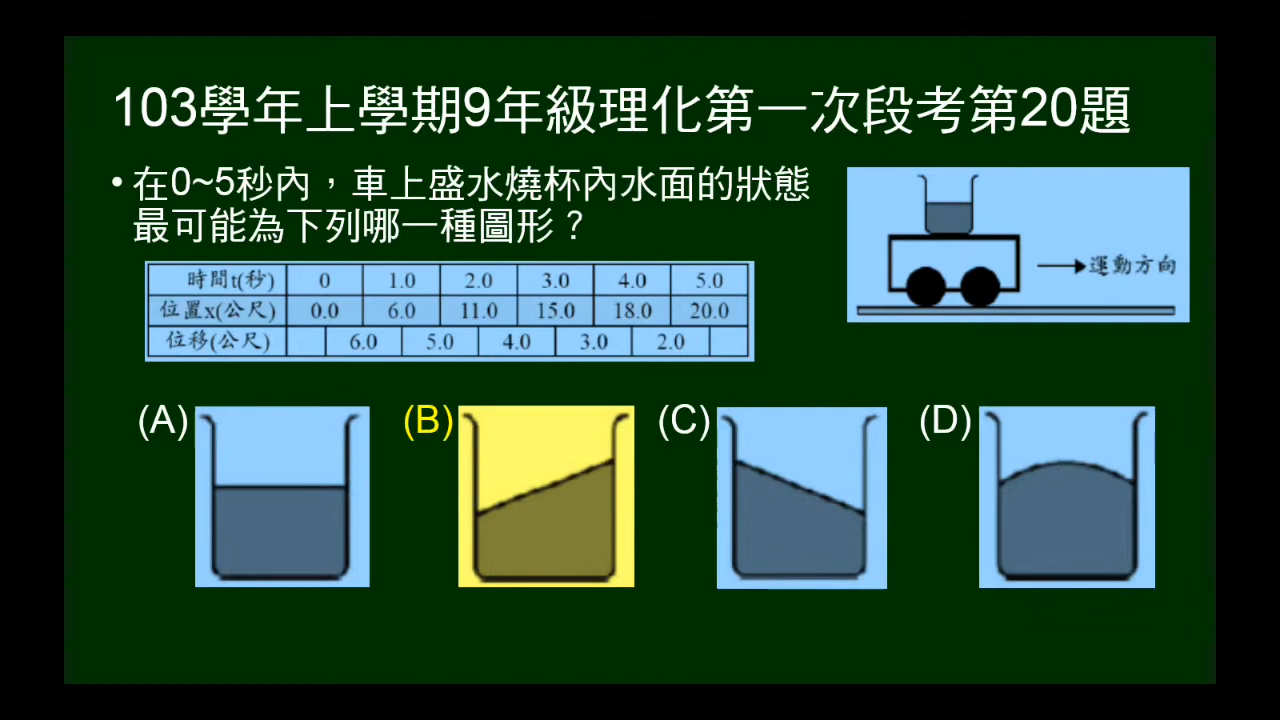 103學年上學期9年級理化第一次段考第20題
• 在0~5秒內，車上盛水燒杯內水面的狀態
最可能為下列哪一種圖形？
運動方向
時間t(秒) 0 1.0 2.0 3.0 4.0 5.0
位置x(公尺) 0.0 6.0 11.0 15.0 18.0 20.0
位移(公尺) 6.0 5.0 4.0 3.0 2.0
(A) (B) (C) (D)